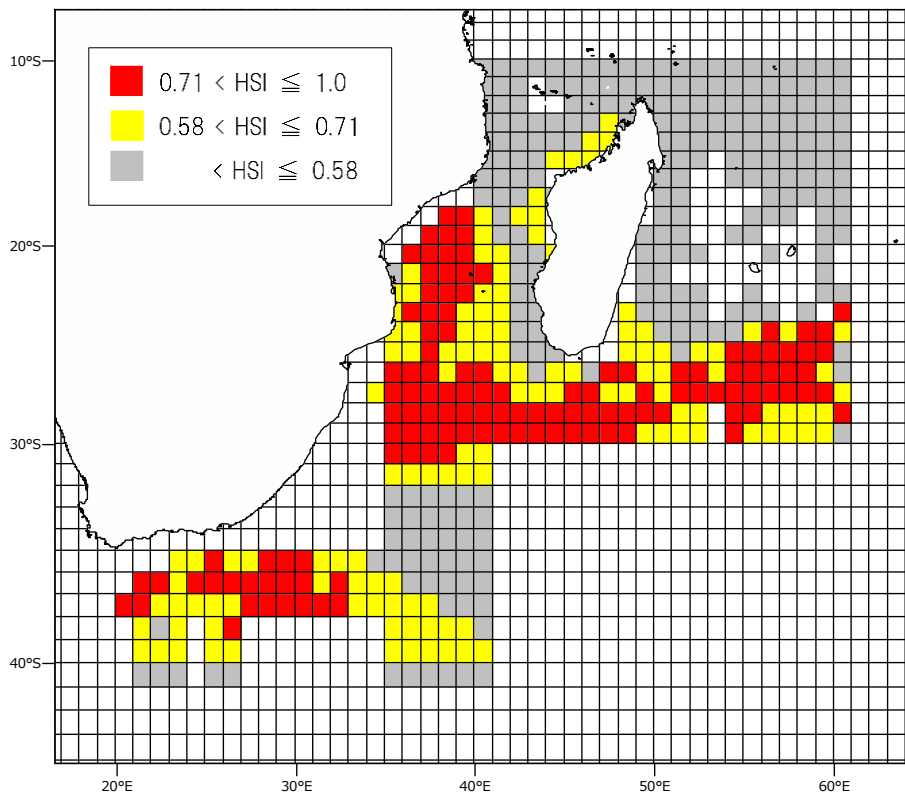 0.71 < HSI ≦ 1.0
0.58 < HSI ≦ 0.71
< HSI ≦ 0.58
10°S
20°S
30°S
40°S
20°E 30°E 40°E 50°E 60°E